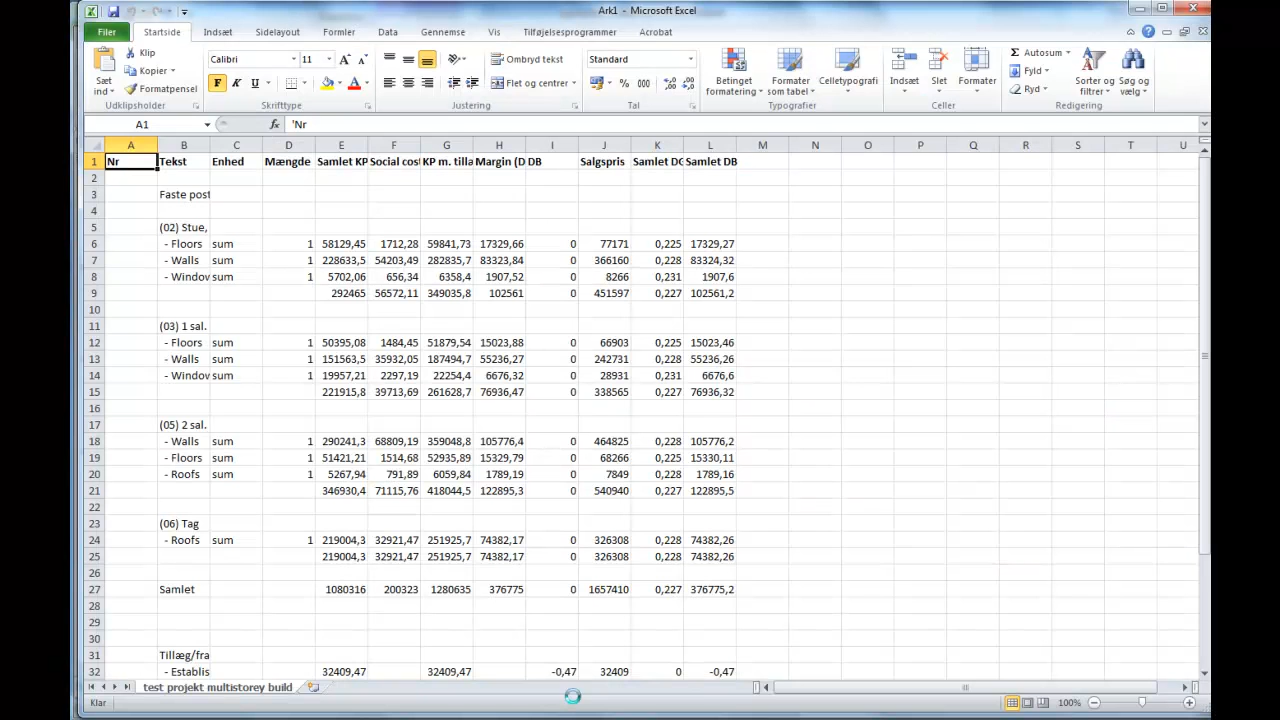 Ark1 - Microsoft Excel
Filer Startside Indsæt Sidelayout Formler Data Gennemse Vis Tilføjelsesprogrammer Acrobat
Sæt ind
Klip
Kopier
Formatpensel
Udklipsholder
Calibri 11
F K U
Skrifttype
Ombryd tekst
Flet og centrer
Justering
Standard
% 000
Tal
Betinget formatering
Formater som tabel
Celletypografi
Typografier
Indsæt Slet Formater
Celler
Autosum
Fyld
Ryd
Sorter og filtrer
Søg og vælg
Redigering
A1 fx 'Nr
A B C D E F G H I J K L M N O P Q R S T U
1 Nr Tekst Enhed Mængde Samlet KP Social cost KP m. tilla Margin (D DB Salgspris Samlet DG Samlet DB
2
3 Faste post
4
5 (02) Stue,
6 - Floors sum 1 58129,45 1712,28 59841,73 17329,66 0 77171 0,225 17329,27
7 - Walls sum 1 228633,5 54203,49 282835,7 83323,84 0 366160 0,228 83324,32
8 - Window sum 1 5702,06 656,34 6358,4 1907,52 0 8266 0,231 1907,6
9 292465 56572,11 349035,8 102561 0 451597 0,227 102561,2
10
11 (03) 1 sal.
12 - Floors sum 1 50395,08 1484,45 51879,54 15023,88 0 66903 0,225 15023,46
13 - Walls sum 1 151563,5 35932,05 187494,7 55236,27 0 242731 0,228 55236,26
14 - Window sum 1 19957,21 2297,19 22254,4 6676,32 0 28931 0,231 6676,6
15 221915,8 39713,69 261628,7 76936,47 0 338565 0,227 76936,32
16
17 (05) 2 sal.
18 - Walls sum 1 290241,3 68809,19 359048,8 105776,4 0 464825 0,228 105776,2
19 - Floors sum 1 51421,21 1514,68 52935,89 15329,79 0 68266 0,225 15330,11
20 - Roofs sum 1 5267,94 791,89 6059,84 1789,19 0 7849 0,228 1789,16
21 346930,4 71115,76 418044,5 122895,3 0 540940 0,227 122895,5
22
23 (06) Tag
24 - Roofs sum 1 219004,3 32921,47 251925,7 74382,17 0 326308 0,228 74382,26
25 219004,3 32921,47 251925,7 74382,17 0 326308 0,228 74382,26
26
27 Samlet 1080316 200323 1280635 376775 0 1657410 0,227 376775,2
28
29
30
31 Tillæg/fra
32 - Establis 32409,47 32409,47 -0,47 32409 0 -0,47
test projekt multistorey build
Klar 100%